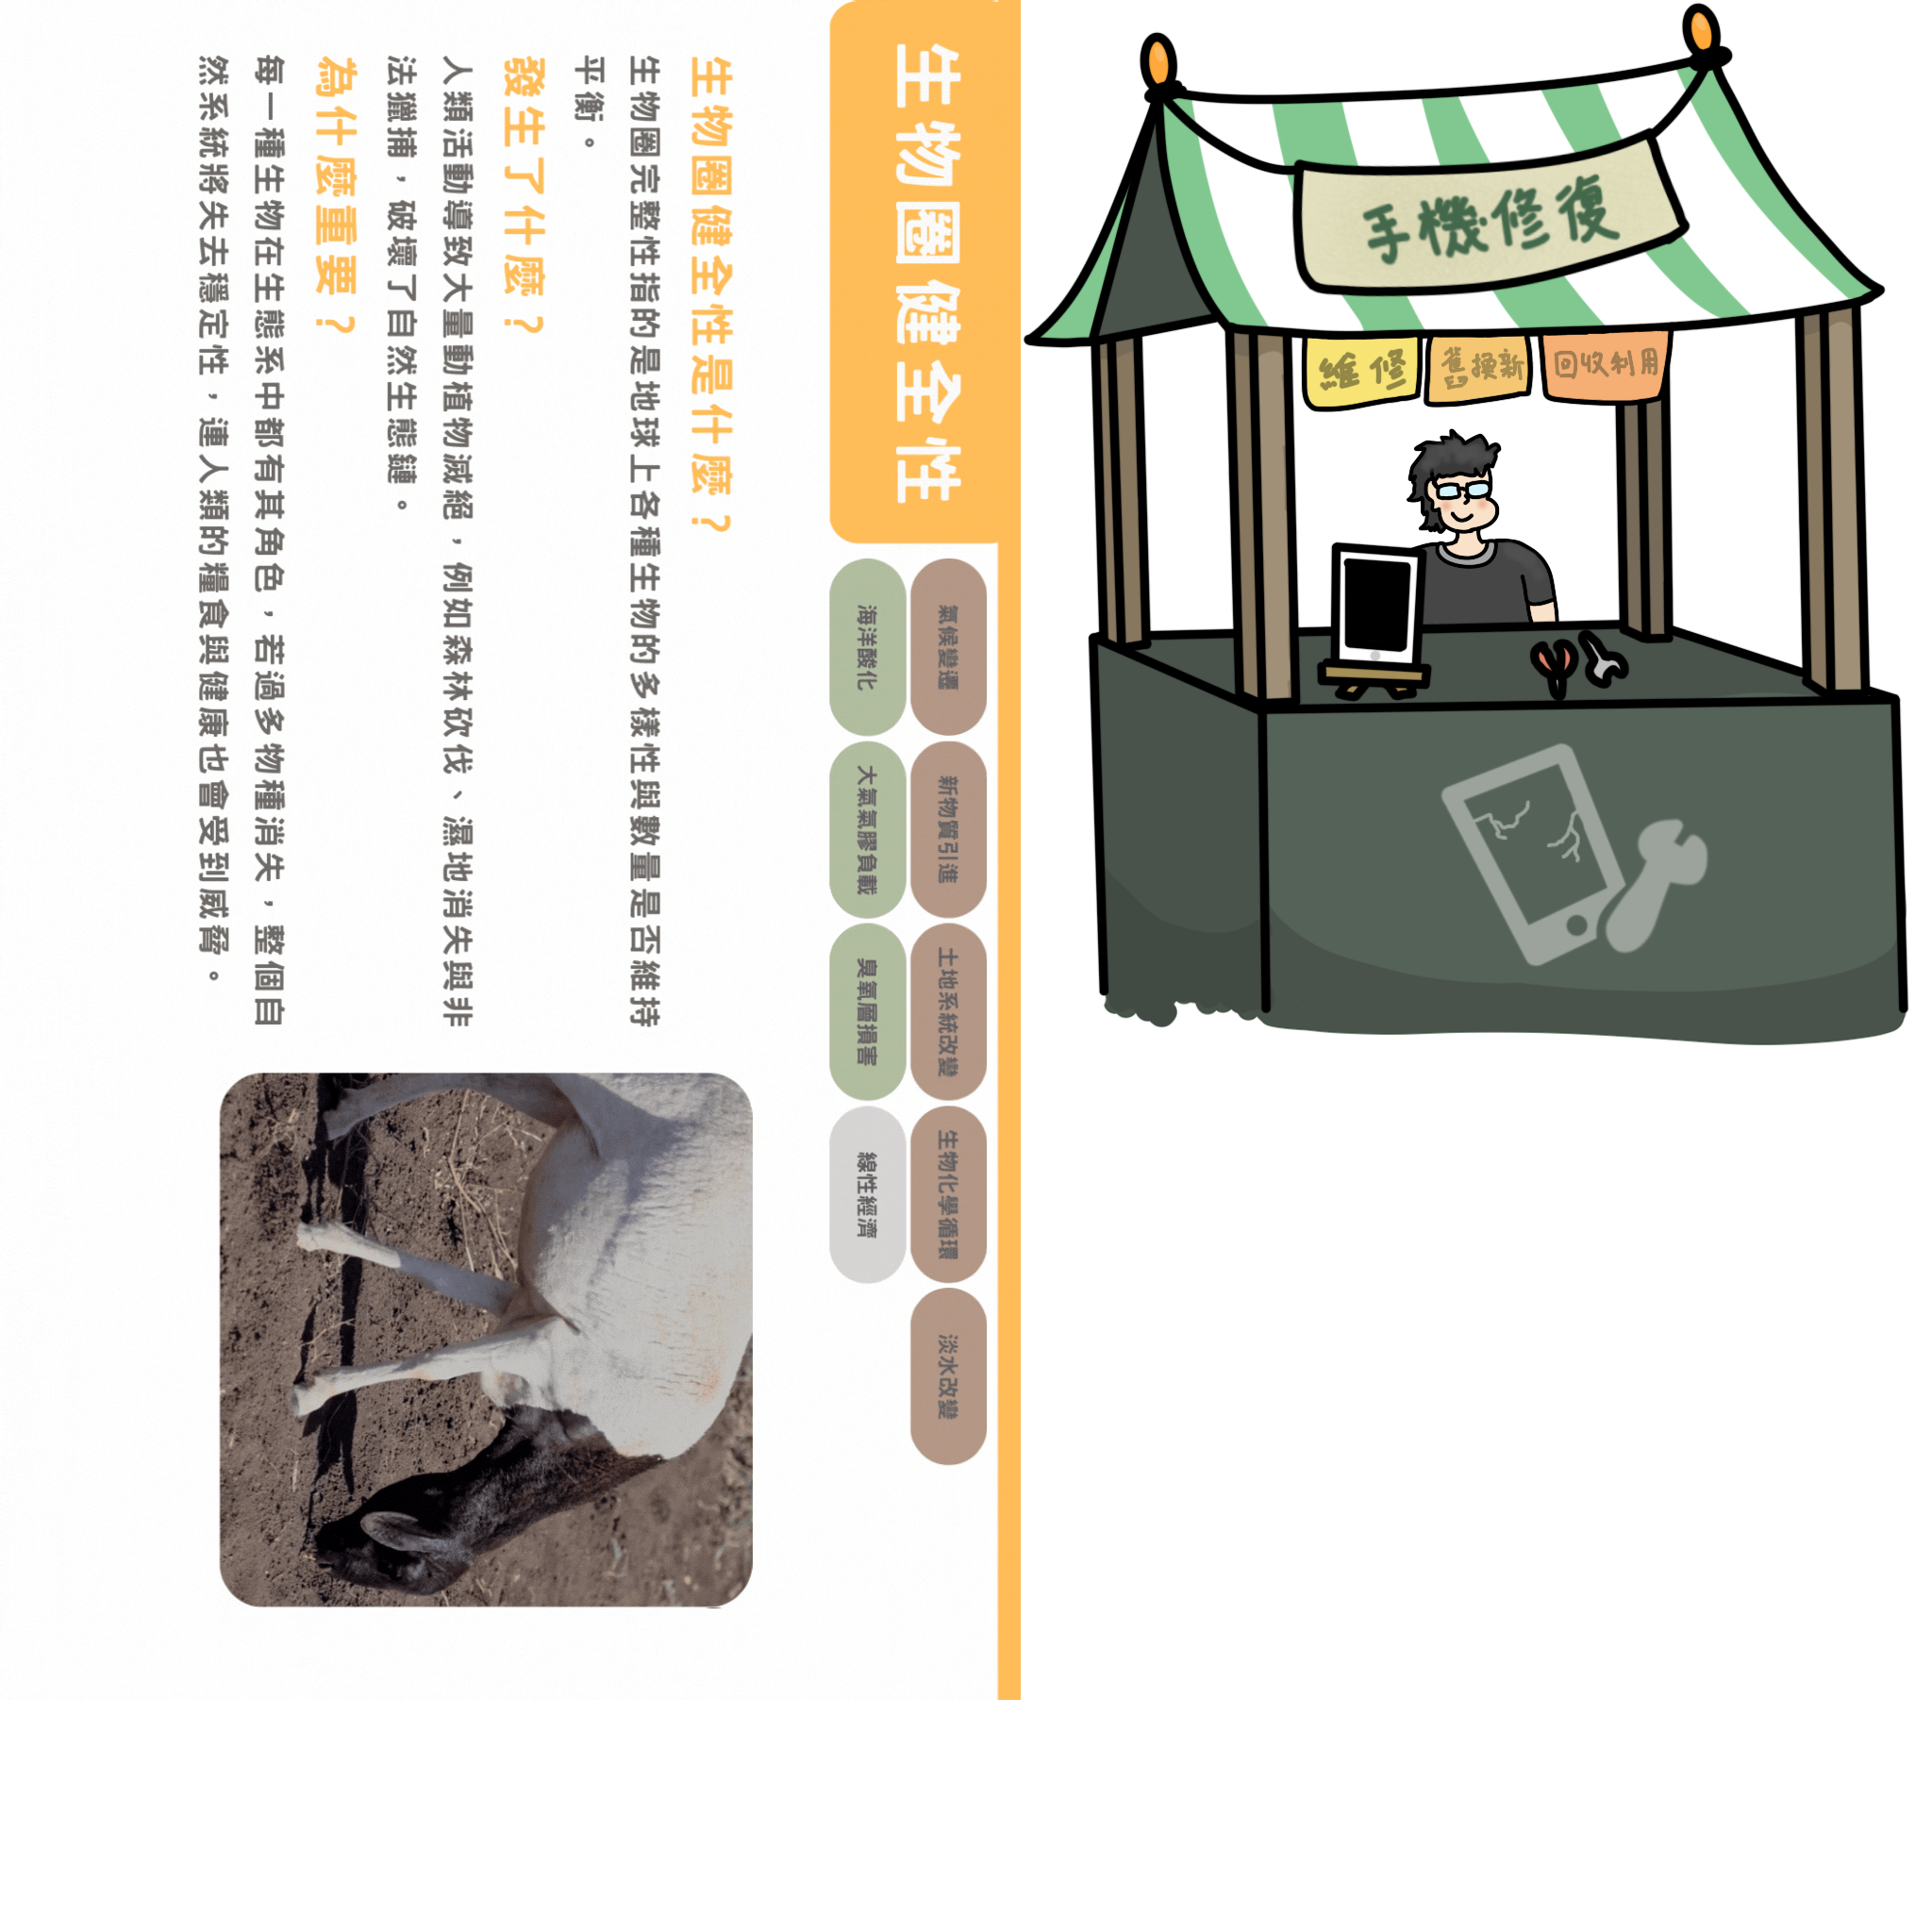 生物圈健全性
氣候變遷
新物質引進
土地系統改變
生物化學循環
淡水改變
海洋酸化
大氣氣膠負載
臭氧層損害
線性經濟
生物圈健全性是什麼？
生物圈完整性指的是地球上各種生物的多樣性與數量是否維持
平衡。
發生了什麼？
人類活動導致大量動植物滅絕，例如森林砍伐、濕地消失與非
法獵捕，破壞了自然生態鏈。
為什麼重要？
每一種生物在生態系中都有其角色，若過多物種消失，整個自
然系統將失去穩定性，連人類的糧食與健康也會受到威脅。
手機修復
維修
舊換新
回收利用